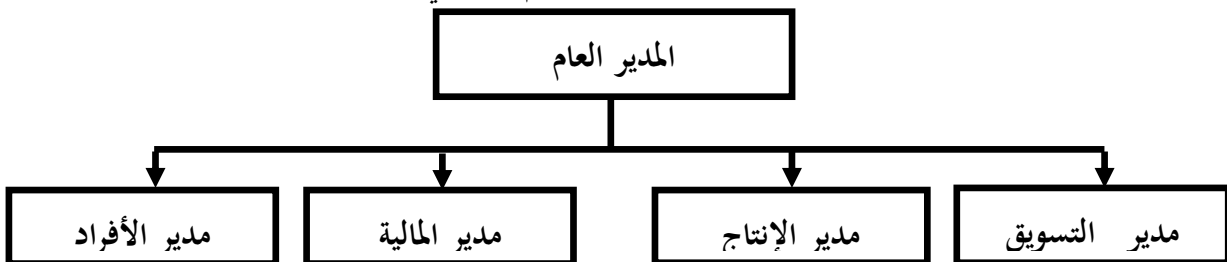 المدير العام
مدير التسويق
مدير الإنتاج
مدير المالية
مدير الأفراد